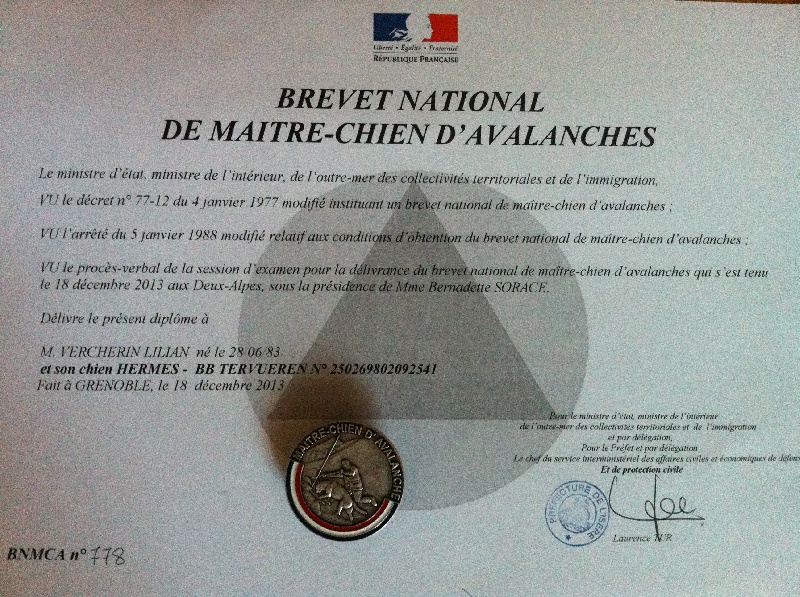 Liberté • Égalité • Fraternité
RÉPUBLIQUE FRANÇAISE
BREVET NATIONAL
DE MAITRE-CHIEN D'AVALANCHES
Le ministre d'état, ministre de l'intérieur, de l'outre-mer des collectivités territoriales et de l'immigration,
VU le décret n° 77-12 du 4 janvier 1977 modifié instituant un brevet national de maître-chien d'avalanches ;
VU l'arrêté du 5 janvier 1988 modifié relatif aux conditions d'obtention du brevet national de maître-chien d'avalanches ;
VU le procès-verbal de la session d'examen pour la délivrance du brevet national de maître-chien d'avalanches qui s'est tenu
le 18 décembre 2013 aux Deux-Alpes, sous la présidence de Mme Bernadette SORACE.
Délivre le présent diplôme à
M. VERCHERIN LILIAN né le 28/06/83
et son chien HERMES - BB TERVUEREN N° 250269802092541
Fait à GRENOBLE, le 18 décembre 2013
Pour le ministre d'état, ministre de l'intérieur
de l'outre-mer des collectivités territoriales et de l'immigration
et par délégation,
Pour le Préfet et par délégation
Le chef du service interministériel des affaires civiles et économiques de défens
Et de protection civile
MAITRE-CHIEN D'AVALANCHE
PREFECTURE DE L'ISERE
Laurence
BNMCA n° 778